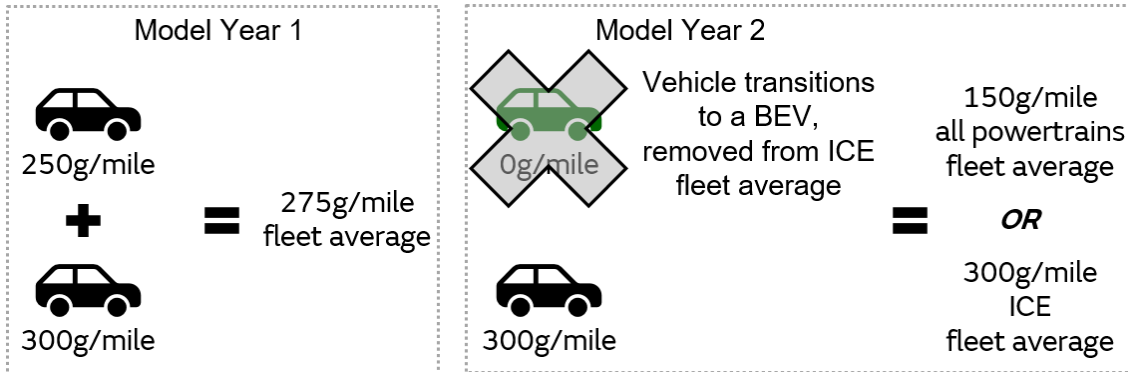 Model Year 1
250g/mile
+
300g/mile
=
275g/mile
fleet average
Model Year 2
0g/mile
Vehicle transitions
to a BEV,
removed from ICE
fleet average
300g/mile
=
150g/mile
all powertrains
fleet average
OR
300g/mile
ICE
fleet average